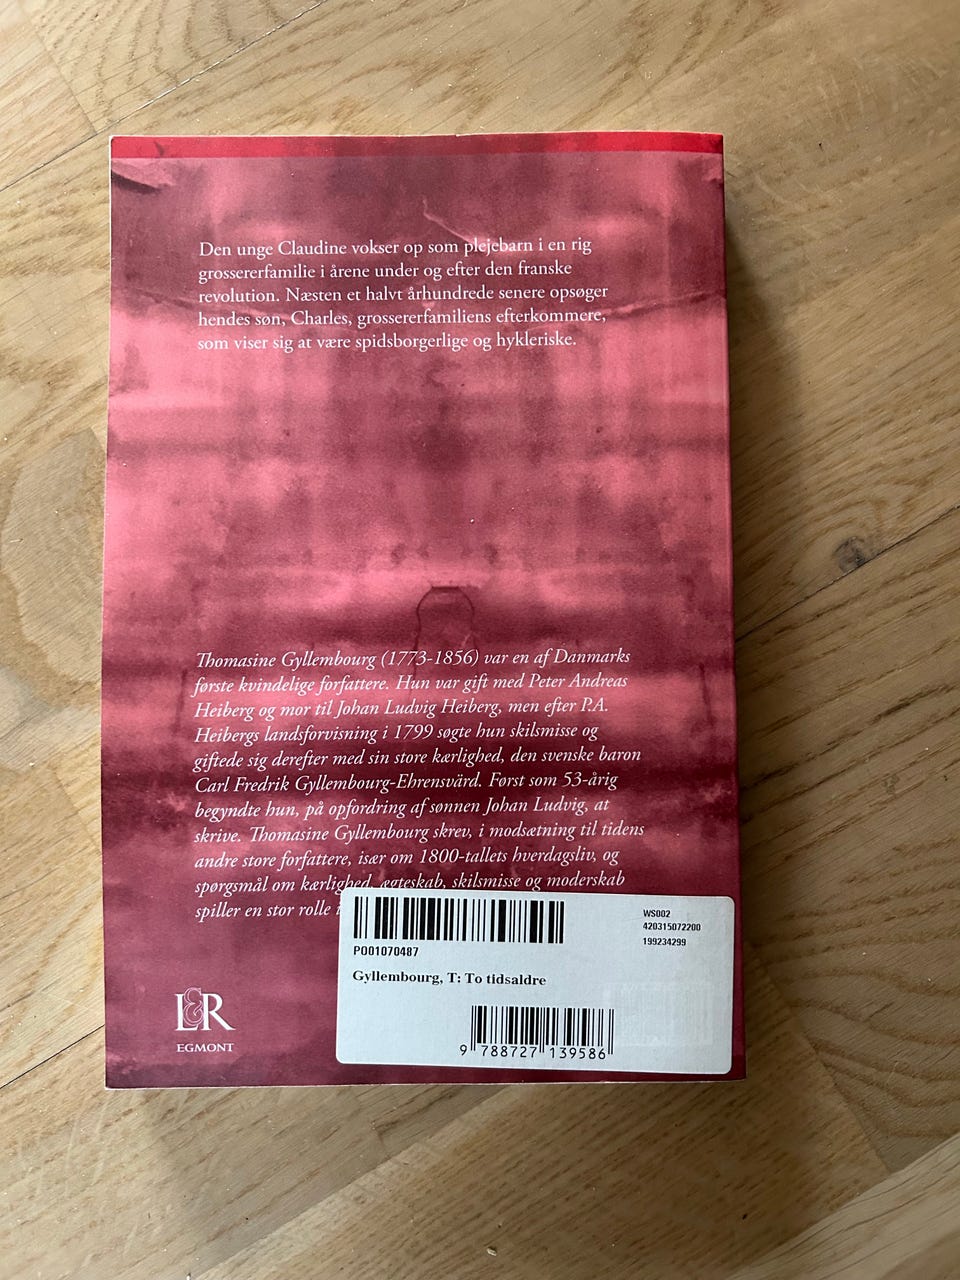 Den unge Claudine vokser op som plejebarn i en rig
grossererfamilie i årene under og efter den franske
revolution. Næsten et halvt århundrede senere opsøger
hendes søn, Charles, grossererfamiliens efterkommere,
som viser sig at være spidsborgerlige og hykleriske.
Thomasine Gyllembourg (1773-1856) var en af Danmarks
første kvindelige forfattere. Hun var gift med Peter Andreas
Heiberg og mor til Johan Ludvig Heiberg, men efter P.A.
Heibergs landsforvisning i 1799 søgte hun skilsmisse og
giftede sig derefter med sin store kærlighed, den svenske baron
Carl Fredrik Gyllembourg-Ehrensvärd. Først som 53-årig
begyndte hun, på opfordring af sønnen Johan Ludvig, at
skrive. Thomasine Gyllembourg skrev, i modsætning til tidens
andre store forfattere, især om 1800-tallets hverdagsliv, og
spørgsmål om kærlighed, ægteskab, skilsmisse og moderskab
spiller en stor rolle
P001070487
WS002
420315072200
199234299
Gyllembourg, T: To tidsaldre
9 788727 139586
L&R
EGMONT